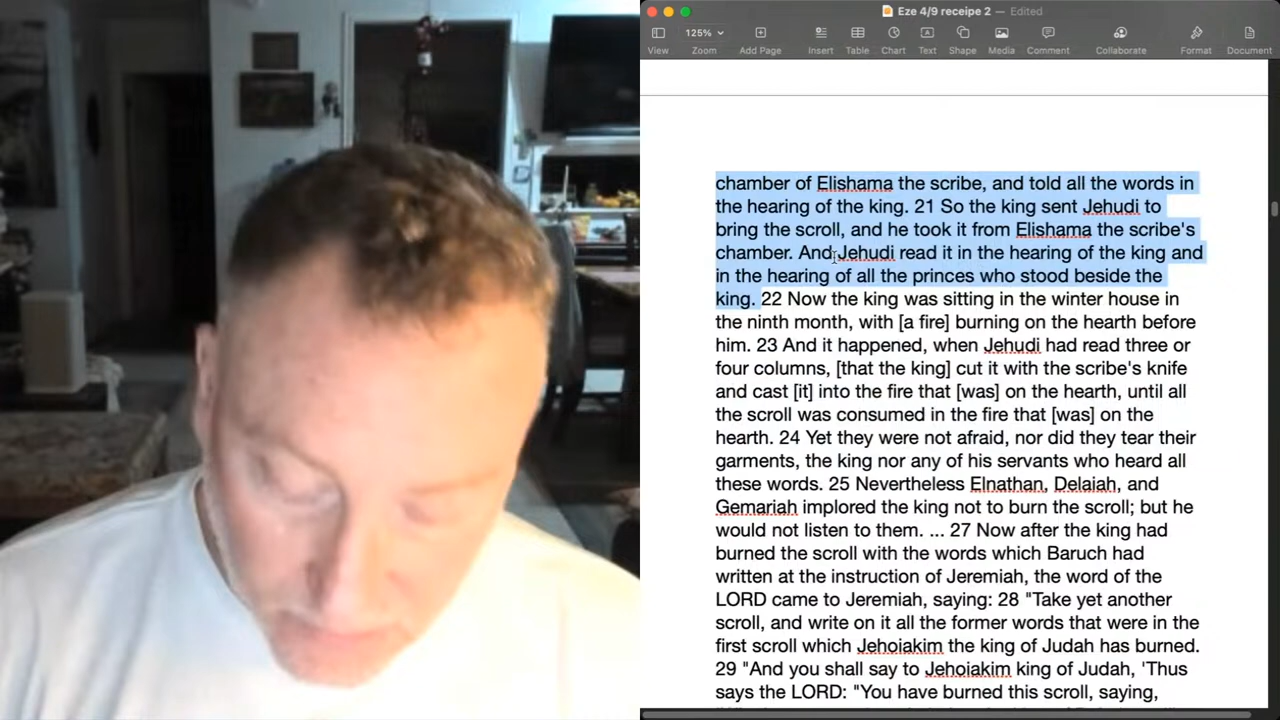 Eze 4/9 receipe 2 — Edited
125%
View Zoom Add Page Insert Table Chart Text Shape Media Comment Collaborate Format Document
chamber of Elishama the scribe, and told all the words in
the hearing of the king. 21 So the king sent Jehudi to
bring the scroll, and he took it from Elishama the scribe's
chamber. And Jehudi read it in the hearing of the king and
in the hearing of all the princes who stood beside the
king. 22 Now the king was sitting in the winter house in
the ninth month, with [a fire] burning on the hearth before
him. 23 And it happened, when Jehudi had read three or
four columns, [that the king] cut it with the scribe's knife
and cast [it] into the fire that [was] on the hearth, until all
the scroll was consumed in the fire that [was] on the
hearth. 24 Yet they were not afraid, nor did they tear their
garments, the king nor any of his servants who heard all
these words. 25 Nevertheless Elnathan, Delaiah, and
Gemariah implored the king not to burn the scroll; but he
would not listen to them. ... 27 Now after the king had
burned the scroll with the words which Baruch had
written at the instruction of Jeremiah, the word of the
LORD came to Jeremiah, saying: 28 "Take yet another
scroll, and write on it all the former words that were in the
first scroll which Jehoiakim the king of Judah has burned.
29 "And you shall say to Jehoiakim king of Judah, 'Thus
says the LORD: "You have burned this scroll, saying,